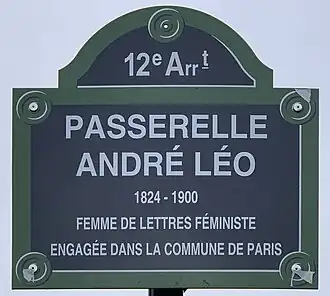 12e Arrt
PASSERELLE
ANDRÉ LÉO
1824 - 1900
FEMME DE LETTRES FÉMINISTE
ENGAGÉE DANS LA COMMUNE DE PARIS